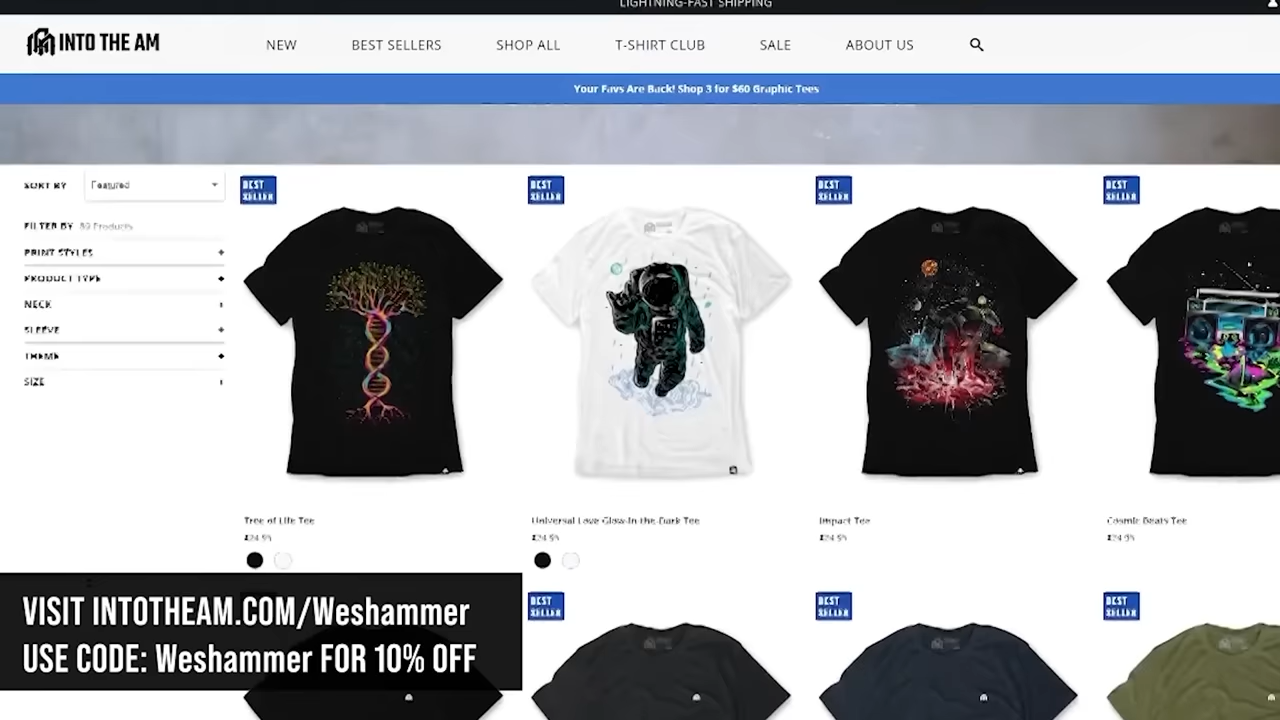 LIGHTNING-FAST SHIPPING
INTO THE AM
NEW
BEST SELLERS
SHOP ALL
T-SHIRT CLUB
SALE
ABOUT US
Your Favs Are Back! Shop 3 for $60 Graphic Tees
SORT BY
Featured
FILTER BY
Products
PRINT STYLES
PRODUCT TYPE
NECK
SLEEVE
THEME
SIZE
BEST
SELLER
BEST
SELLER
BEST
SELLER
BEST
SELLER
Tree of Life Tee
Universal Love Glow-In-the-Dark Tee
Impact Tee
Cosmic Beats Tee
BEST
SELLER
BEST
SELLER
BEST
SELLER
VISIT INTOTHEAM.COM/Weshammer
USE CODE: Weshammer FOR 10% OFF